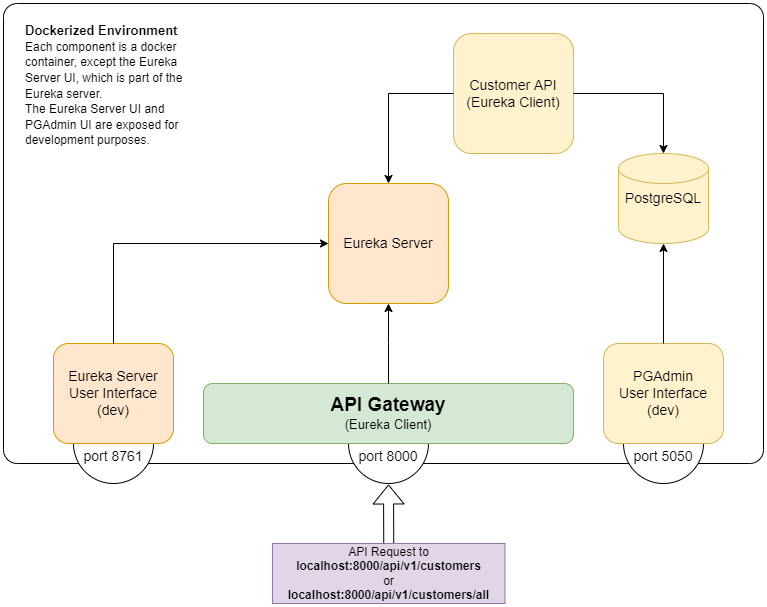 Dockerized Environment
Each component is a docker
container, except the Eureka
Server UI, which is part of the
Eureka server.
The Eureka Server UI and
PGAdmin UI are exposed for
development purposes.
Customer API
(Eureka Client)
PostgreSQL
Eureka Server
Eureka Server
User Interface
(dev)
API Gateway
(Eureka Client)
PGAdmin
User Interface
(dev)
port 8761
port 8000
port 5050
API Request to
localhost:8000/api/v1/customers
or
localhost:8000/api/v1/customers/all